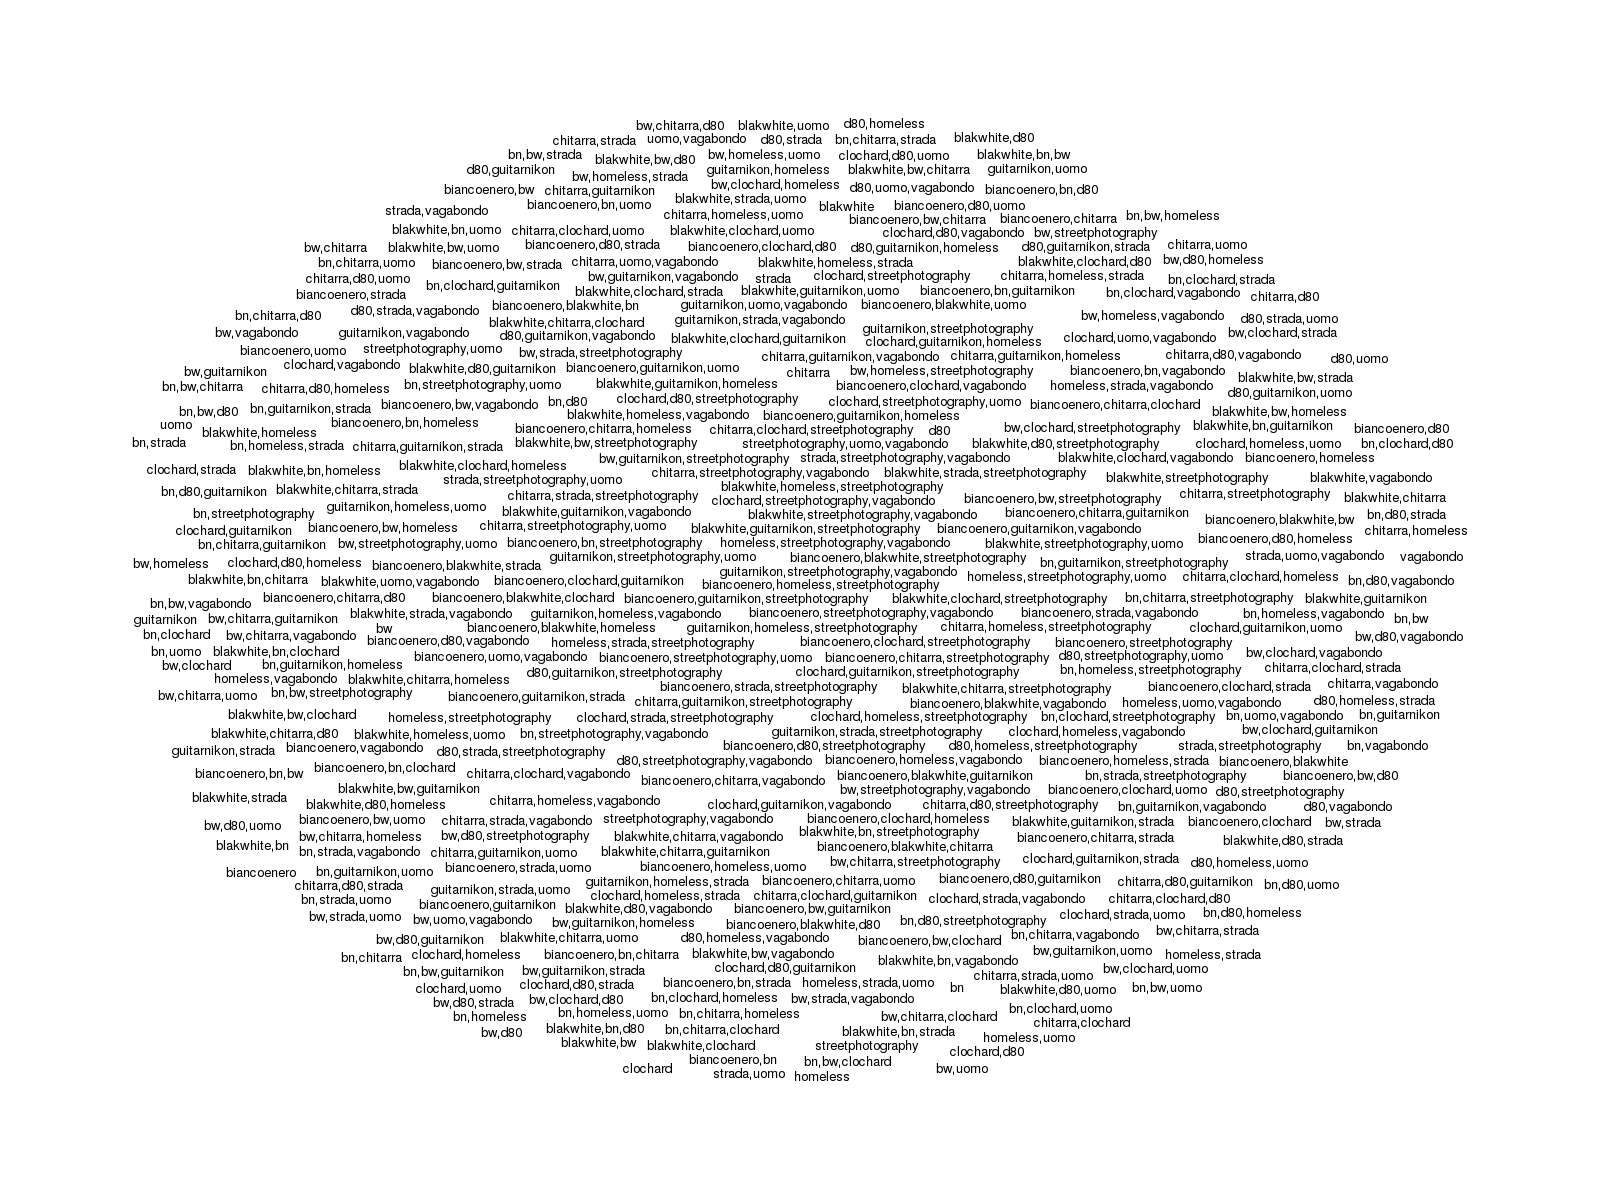 bw,chitarra,d80 blakwhite,uomo d80,homeless
chitarra,strada uomo,vagabondo d80,strada bn,chitarra,strada blakwhite,d80
bn,bw,strada blakwhite,bw,d80 bw,homeless,uomo clochard,d80,uomo blakwhite,bn,bw
d80,guitarnikon bw,homeless,strada guitarnikon,homeless blakwhite,bw,chitarra guitarnikon,uomo
biancoenero,bw chitarra,guitarnikon bw,clochard,homeless d80,uomo,vagabondo biancoenero,bn,d80
strada,vagabondo biancoenero,bn,uomo blakwhite,strada,uomo blakwhite biancoenero,d80,uomo
chitarra,homeless,uomo biancoenero,bw,chitarra biancoenero,chitarra bn,bw,homeless
blakwhite,bn,uomo chitarra,clochard,uomo blakwhite,clochard,uomo clochard,d80,vagabondo bw,streetphotography
bw,chitarra blakwhite,bw,uomo biancoenero,d80,strada biancoenero,clochard,d80 d80,guitarnikon,homeless d80,guitarnikon,strada chitarra,uomo
bn,chitarra,uomo biancoenero,bw,strada chitarra,uomo,vagabondo blakwhite,homeless,strada blakwhite,clochard,d80 bw,d80,homeless
chitarra,d80,uomo bw,guitarnikon,vagabondo strada clochard,streetphotography chitarra,homeless,strada bn,clochard,strada
biancoenero,strada bn,clochard,guitarnikon blakwhite,clochard,strada blakwhite,guitarnikon,uomo biancoenero,bn,guitarnikon bn,clochard,vagabondo chitarra,d80
bn,chitarra,d80 d80,strada,vagabondo biancoenero,blakwhite,bn guitarnikon,uomo,vagabondo biancoenero,blakwhite,uomo bw,homeless,vagabondo d80,strada,uomo
blakwhite,chitarra,clochard guitarnikon,strada,vagabondo guitarnikon,streetphotography
bw,vagabondo guitarnikon,vagabondo d80,guitarnikon,vagabondo blakwhite,clochard,guitarnikon clochard,guitarnikon,homeless clochard,uomo,vagabondo bw,clochard,strada
biancoenero,uomo streetphotography,uomo bw,strada,streetphotography chitarra,guitarnikon,vagabondo chitarra,guitarnikon,homeless chitarra,d80,vagabondo d80,uomo
bw,guitarnikon clochard,vagabondo blakwhite,d80,guitarnikon biancoenero,guitarnikon,uomo chitarra bw,homeless,streetphotography biancoenero,bn,vagabondo blakwhite,bw,strada
bn,bw,chitarra chitarra,d80,homeless bn,streetphotography,uomo blakwhite,guitarnikon,homeless biancoenero,clochard,vagabondo homeless,strada,vagabondo d80,guitarnikon,uomo
bn,bw,d80 bn,guitarnikon,strada biancoenero,bw,vagabondo bn,d80 clochard,d80,streetphotography clochard,streetphotography,uomo biancoenero,chitarra,clochard blakwhite,bw,homeless
blakwhite,homeless,vagabondo biancoenero,guitarnikon,homeless
uomo blakwhite,homeless biancoenero,bn,homeless biancoenero,chitarra,homeless chitarra,clochard,streetphotography d80 bw,clochard,streetphotography blakwhite,bn,guitarnikon biancoenero,d80
bn,strada bn,homeless,strada chitarra,guitarnikon,strada blakwhite,bw,streetphotography streetphotography,uomo,vagabondo blakwhite,d80,streetphotography clochard,homeless,uomo bn,clochard,d80
bw,guitarnikon,streetphotography strada,streetphotography,vagabondo blakwhite,clochard,vagabondo biancoenero,homeless
clochard,strada blakwhite,bn,homeless blakwhite,clochard,homeless chitarra,streetphotography,vagabondo blakwhite,strada,streetphotography blakwhite,streetphotography blakwhite,vagabondo
strada,streetphotography,uomo blakwhite,homeless,streetphotography
bn,d80,guitarnikon blakwhite,chitarra,strada chitarra,strada,streetphotography clochard,streetphotography,vagabondo biancoenero,bw,streetphotography chitarra,streetphotography blakwhite,chitarra
bn,streetphotography guitarnikon,homeless,uomo blakwhite,guitarnikon,vagabondo blakwhite,streetphotography,vagabondo biancoenero,chitarra,guitarnikon biancoenero,blakwhite,bw bn,d80,strada
clochard,guitarnikon biancoenero,bw,homeless chitarra,streetphotography,uomo blakwhite,guitarnikon,streetphotography biancoenero,guitarnikon,vagabondo chitarra,homeless
bn,chitarra,guitarnikon bw,streetphotography,uomo biancoenero,bn,streetphotography homeless,streetphotography,vagabondo blakwhite,streetphotography,uomo biancoenero,d80,homeless
bw,homeless clochard,d80,homeless biancoenero,blakwhite,strada guitarnikon,streetphotography,uomo biancoenero,blakwhite,streetphotography bn,guitarnikon,streetphotography strada,uomo,vagabondo vagabondo
blakwhite,bn,chitarra blakwhite,uomo,vagabondo biancoenero,clochard,guitarnikon guitarnikon,streetphotography,vagabondo homeless,streetphotography,uomo chitarra,clochard,homeless bn,d80,vagabondo
biancoenero,homeless,streetphotography
bn,bw,vagabondo biancoenero,chitarra,d80 biancoenero,blakwhite,clochard biancoenero,guitarnikon,streetphotography blakwhite,clochard,streetphotography bn,chitarra,streetphotography blakwhite,guitarnikon
guitarnikon bw,chitarra,guitarnikon blakwhite,strada,vagabondo guitarnikon,homeless,vagabondo biancoenero,streetphotography,vagabondo biancoenero,strada,vagabondo bn,homeless,vagabondo bn,bw
bn,clochard bw,chitarra,vagabondo bw biancoenero,blakwhite,homeless guitarnikon,homeless,streetphotography chitarra,homeless,streetphotography clochard,guitarnikon,uomo bw,d80,vagabondo
biancoenero,d80,vagabondo homeless,strada,streetphotography biancoenero,clochard,streetphotography biancoenero,streetphotography
bn,uomo blakwhite,bn,clochard biancoenero,uomo,vagabondo biancoenero,streetphotography,uomo biancoenero,chitarra,streetphotography d80,streetphotography,uomo bw,clochard,vagabondo
bw,clochard bn,guitarnikon,homeless d80,guitarnikon,streetphotography clochard,guitarnikon,streetphotography bn,homeless,streetphotography chitarra,clochard,strada
homeless,vagabondo blakwhite,chitarra,homeless biancoenero,strada,streetphotography blakwhite,chitarra,streetphotography biancoenero,clochard,strada chitarra,vagabondo
bw,chitarra,uomo bn,bw,streetphotography biancoenero,guitarnikon,strada chitarra,guitarnikon,streetphotography biancoenero,blakwhite,vagabondo homeless,uomo,vagabondo d80,homeless,strada
blakwhite,bw,clochard homeless,streetphotography clochard,strada,streetphotography clochard,homeless,streetphotography bn,clochard,streetphotography bn,uomo,vagabondo bn,guitarnikon
blakwhite,chitarra,d80 blakwhite,homeless,uomo bn,streetphotography,vagabondo guitarnikon,strada,streetphotography clochard,homeless,vagabondo bw,clochard,guitarnikon
guitarnikon,strada biancoenero,vagabondo d80,strada,streetphotography biancoenero,d80,streetphotography d80,homeless,streetphotography strada,streetphotography bn,vagabondo
d80,streetphotography,vagabondo biancoenero,homeless,vagabondo biancoenero,homeless,strada biancoenero,blakwhite
biancoenero,bn,bw biancoenero,bn,clochard chitarra,clochard,vagabondo biancoenero,chitarra,vagabondo biancoenero,blakwhite,guitarnikon bn,strada,streetphotography biancoenero,bw,d80
blakwhite,bw,guitarnikon bw,streetphotography,vagabondo biancoenero,clochard,uomo d80,streetphotography
blakwhite,strada blakwhite,d80,homeless chitarra,homeless,vagabondo clochard,guitarnikon,vagabondo chitarra,d80,streetphotography bn,guitarnikon,vagabondo d80,vagabondo
bw,d80,uomo biancoenero,bw,uomo chitarra,strada,vagabondo streetphotography,vagabondo biancoenero,clochard,homeless blakwhite,guitarnikon,strada biancoenero,clochard bw,strada
bw,chitarra,homeless bw,d80,streetphotography blakwhite,chitarra,vagabondo blakwhite,bn,streetphotography biancoenero,chitarra,strada blakwhite,d80,strada
blakwhite,bn bn,strada,vagabondo chitarra,guitarnikon,uomo blakwhite,chitarra,guitarnikon biancoenero,blakwhite,chitarra
biancoenero bn,guitarnikon,uomo biancoenero,strada,uomo biancoenero,homeless,uomo bw,chitarra,streetphotography clochard,guitarnikon,strada d80,homeless,uomo
chitarra,d80,strada guitarnikon,strada,uomo guitarnikon,homeless,strada biancoenero,chitarra,uomo biancoenero,d80,guitarnikon chitarra,d80,guitarnikon bn,d80,uomo
bn,strada,uomo biancoenero,guitarnikon clochard,homeless,strada chitarra,clochard,guitarnikon clochard,strada,vagabondo chitarra,clochard,d80
bw,strada,uomo bw,uomo,vagabondo blakwhite,d80,vagabondo biancoenero,bw,guitarnikon clochard,strada,uomo bn,d80,homeless
bw,guitarnikon,homeless biancoenero,blakwhite,d80 bn,d80,streetphotography
bw,d80,guitarnikon blakwhite,chitarra,uomo d80,homeless,vagabondo biancoenero,bw,clochard bn,chitarra,vagabondo bw,chitarra,strada
bn,chitarra clochard,homeless biancoenero,bn,chitarra blakwhite,bw,vagabondo blakwhite,bn,vagabondo bw,guitarnikon,uomo homeless,strada
bn,bw,guitarnikon bw,guitarnikon,strada clochard,d80,guitarnikon chitarra,strada,uomo bw,clochard,uomo
clochard,uomo clochard,d80,strada biancoenero,bn,strada homeless,strada,uomo bn blakwhite,d80,uomo bn,bw,uomo
bw,d80,strada bw,clochard,d80 bn,clochard,homeless bw,strada,vagabondo
bn,homeless bn,homeless,uomo bn,chitarra,homeless bw,chitarra,clochard bn,clochard,uomo
bw,d80 blakwhite,bn,d80 bn,chitarra,clochard blakwhite,bn,strada chitarra,clochard
blakwhite,bw blakwhite,clochard streetphotography homeless,uomo
biancoenero,bn bn,bw,clochard clochard,d80
clochard strada,uomo homeless bw,uomo